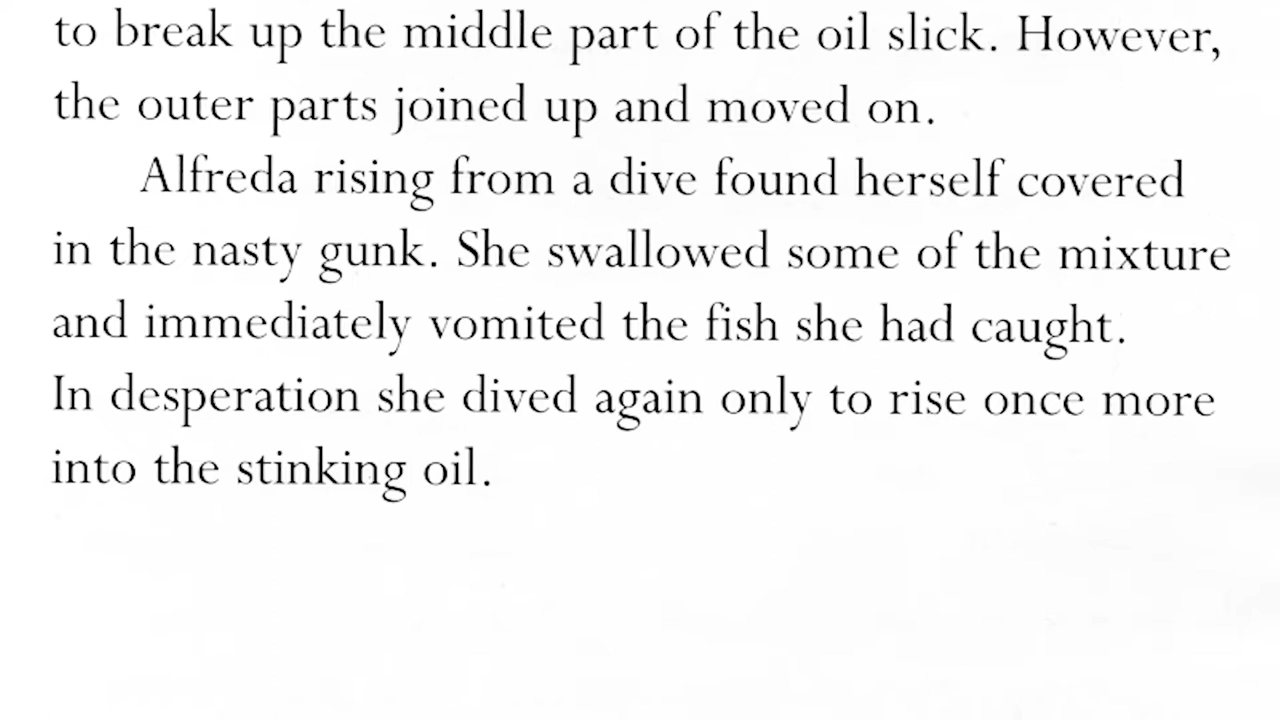 to break up the middle part of the oil slick. However,
the outer parts joined up and moved on.
Alfreda rising from a dive found herself covered
in the nasty gunk. She swallowed some of the mixture
and immediately vomited the fish she had caught.
In desperation she dived again only to rise once more
into the stinking oil.